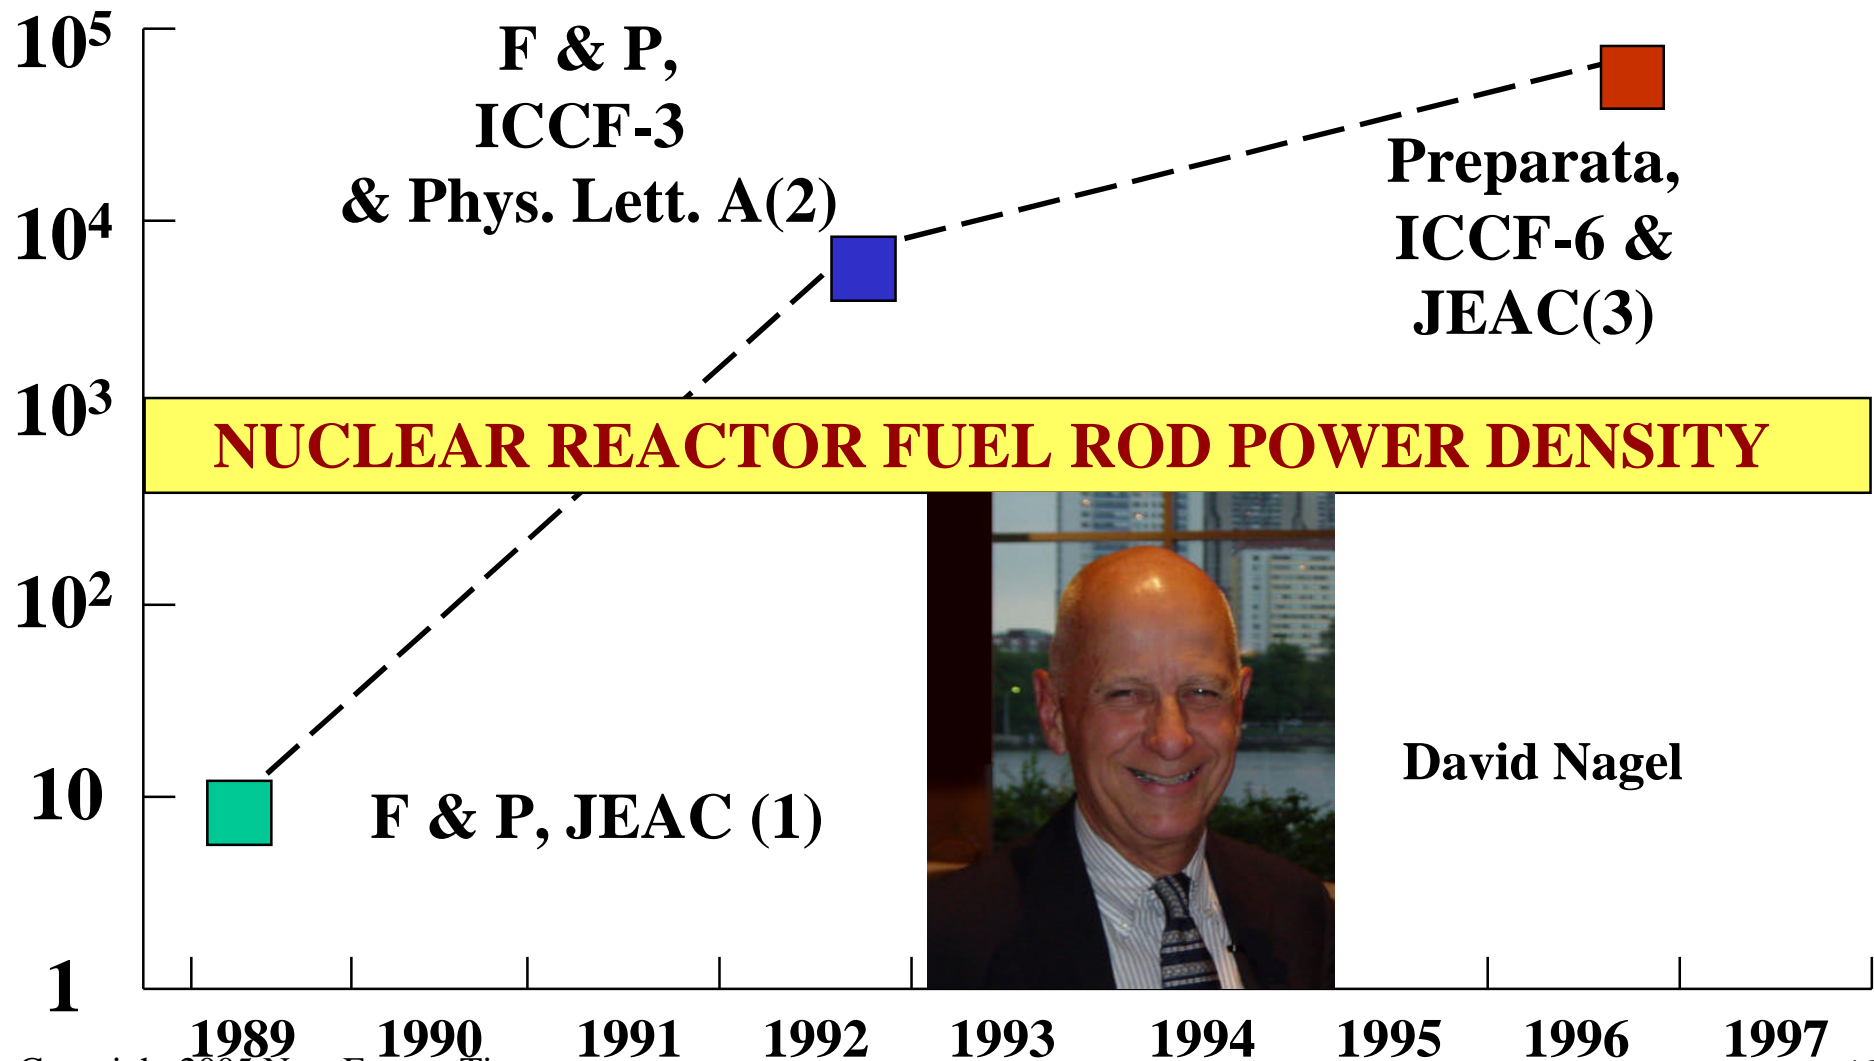 10⁵
F & P,
ICCF-3
& Phys. Lett. A(2)
Preparata,
ICCF-6 &
JEAC(3)
10⁴
10³
NUCLEAR REACTOR FUEL ROD POWER DENSITY
10²
David Nagel
10
F & P, JEAC (1)
1
1989 1990 1991 1992 1993 1994 1995 1996 1997